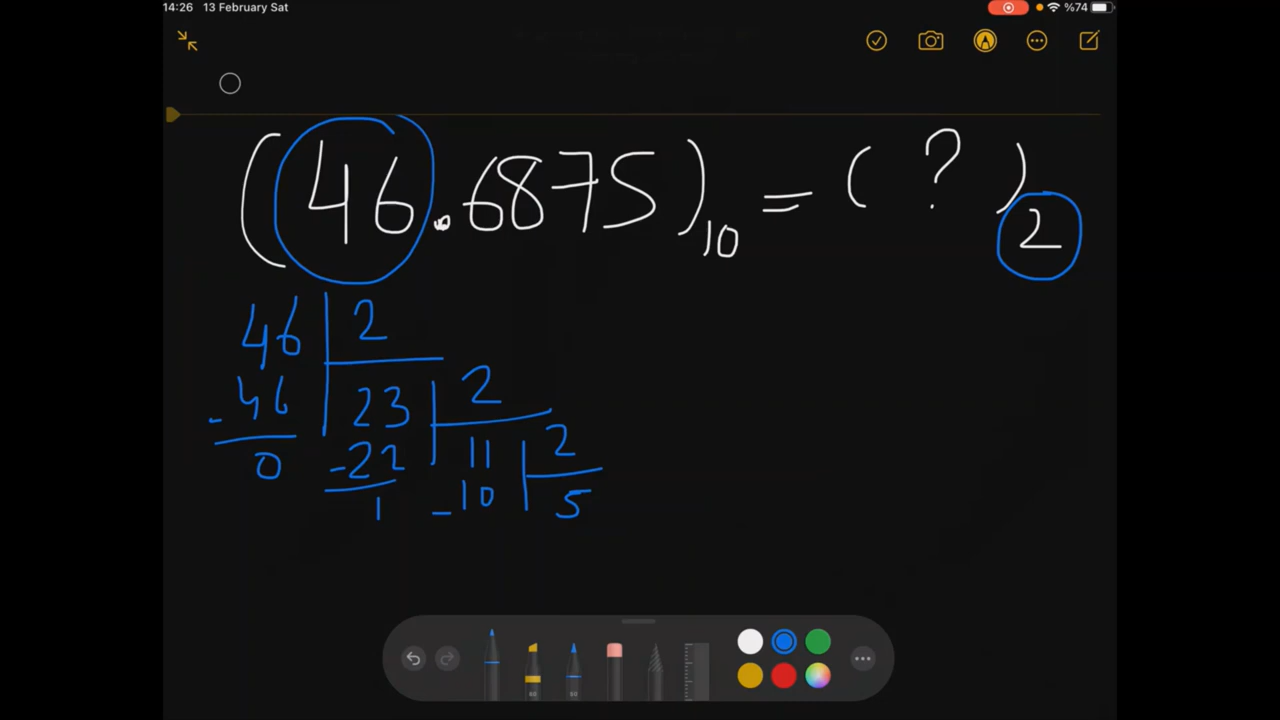 14:26 13 February Sat %74
(46.6875)10 = (?)2
46 2
-46 23 2
0 -22 11 2
1 -10 5